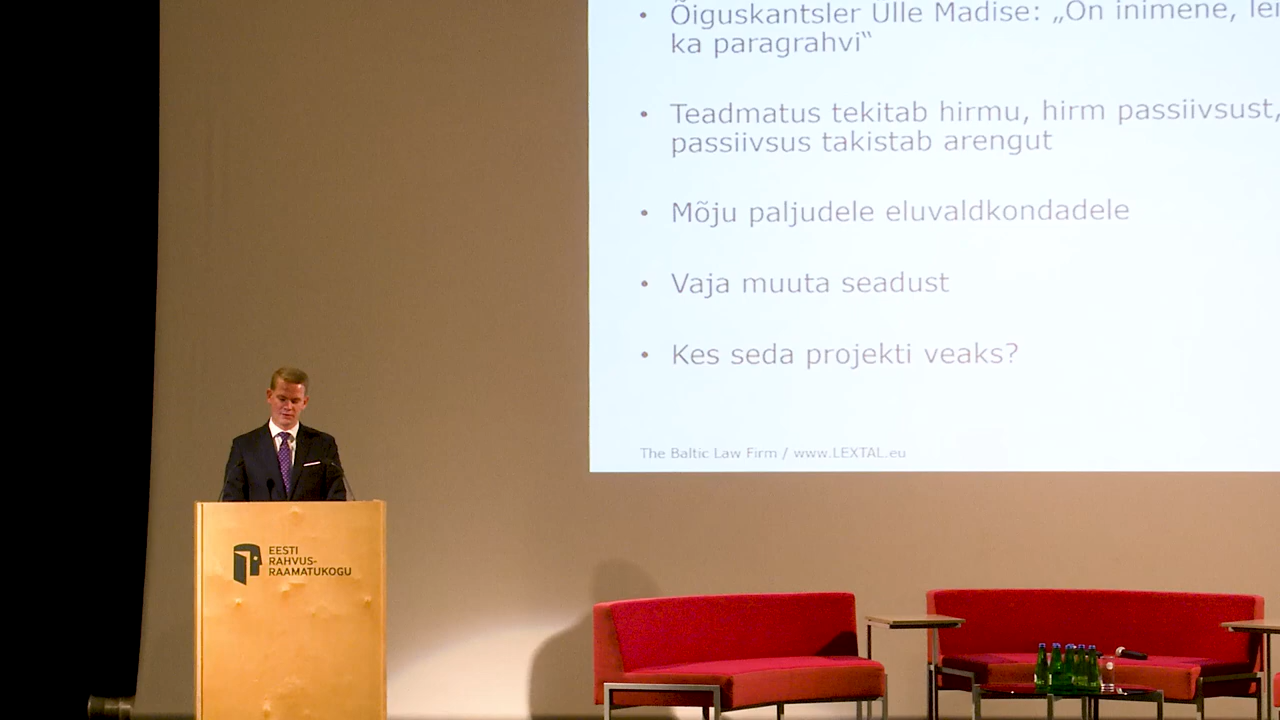 • Õiguskantsler Ülle Madise: „On inimene, lei
ka paragrahvi“
• Teadmatus tekitab hirmu, hirm passiivsust,
passiivsus takistab arengut
• Mõju paljudele eluvaldkondadele
• Vaja muuta seadust
• Kes seda projekti veaks?
The Baltic Law Firm / www.LEXTAL.eu
EESTI
RAHVUS-
RAAMATUKOGU